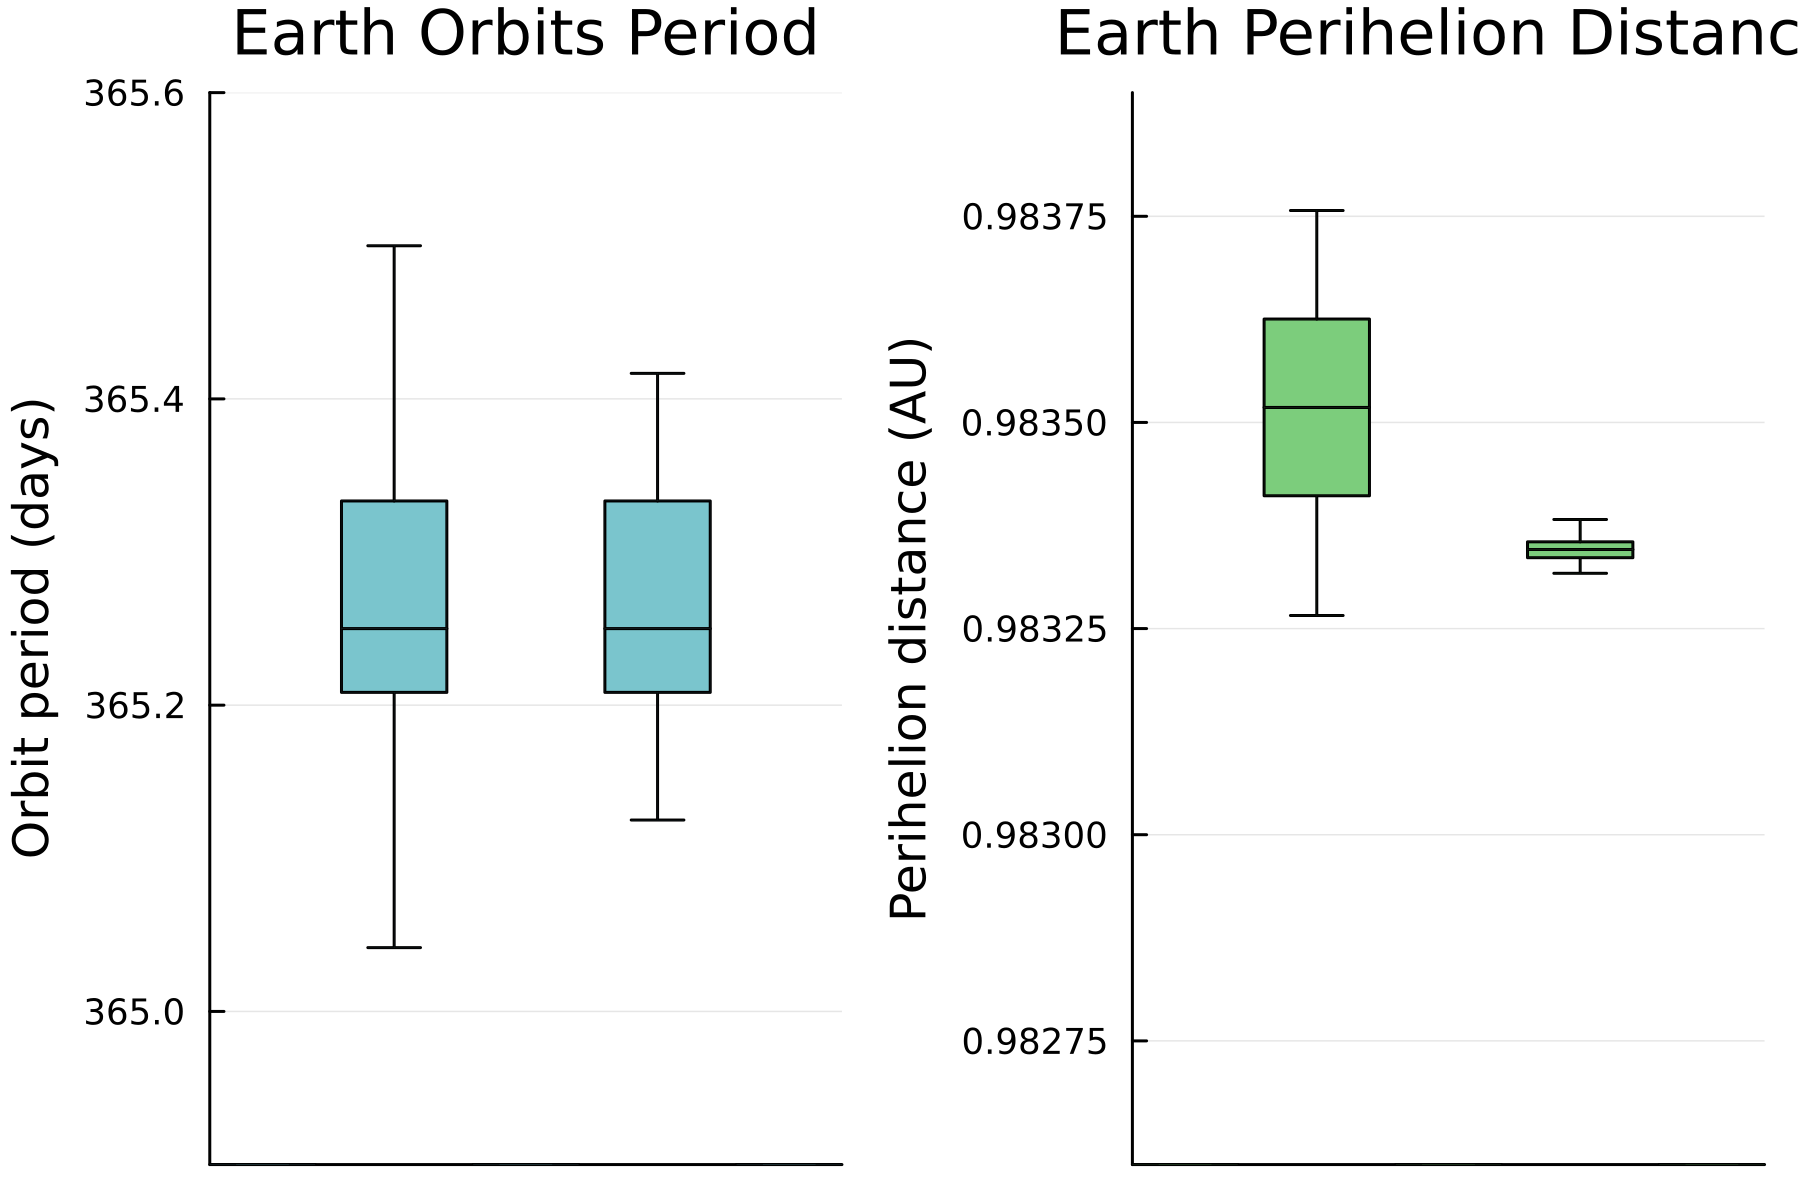 Earth Orbits Period
365.6
365.4
365.2
365.0
Orbit period (days)
Earth Perihelion Distanc
0.98375
0.98350
0.98325
0.98300
0.98275
Perihelion distance (AU)